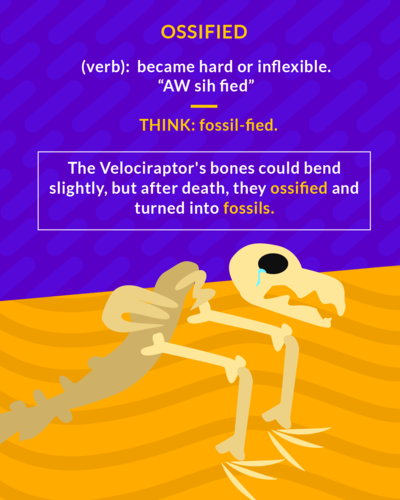 OSSIFIED
(verb): became hard or inflexible.
“AW sih fied”
THINK: fossil-fied.
The Velociraptor's bones could bend
slightly, but after death, they ossified and
turned into fossils.